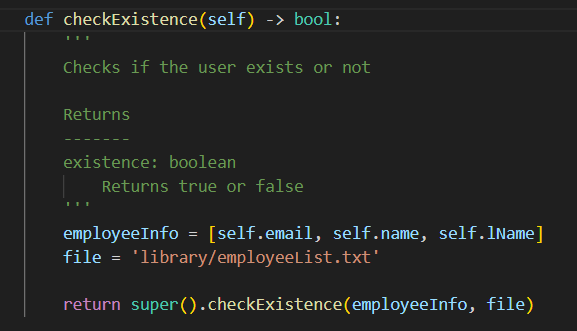 def checkExistence(self) -> bool:
'''
Checks if the user exists or not
Returns
-------
existence: boolean
Returns true or false
'''
employeeInfo = [self.email, self.name, self.lName]
file = 'library/employeeList.txt'
return super().checkExistence(employeeInfo, file)